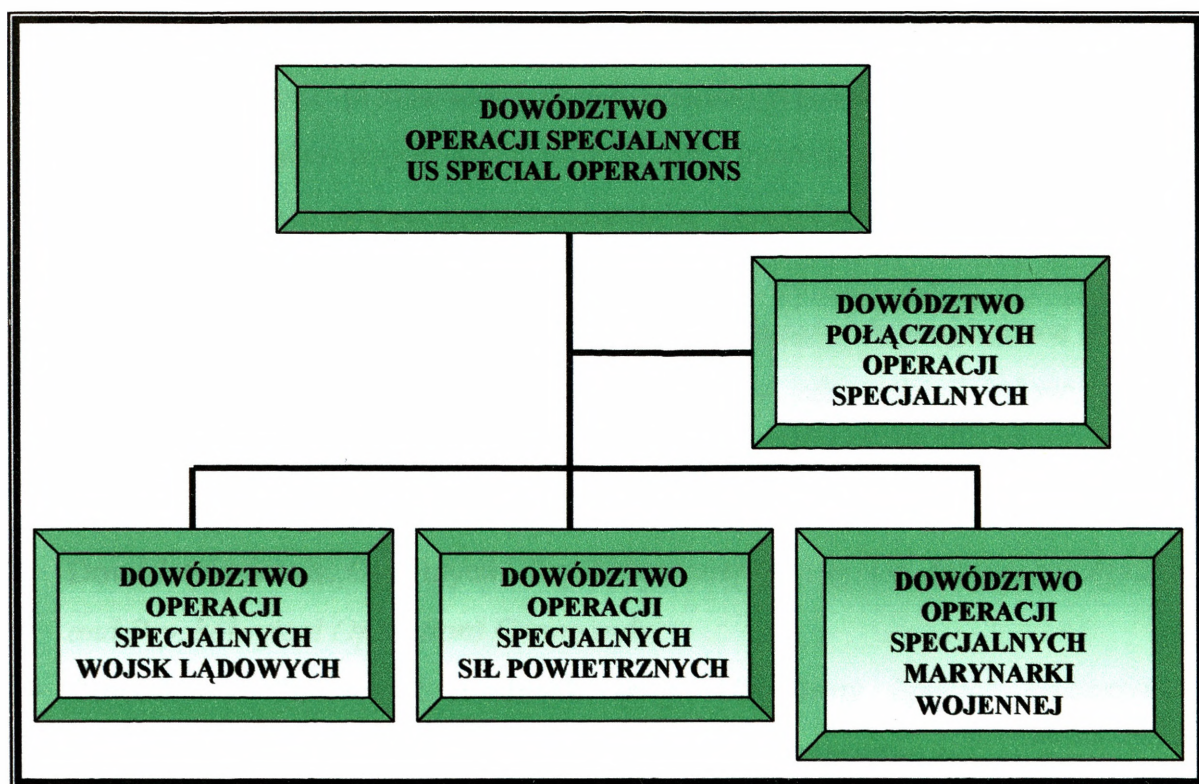 DOWÓDZTWO
OPERACJI SPECJALNYCH
US SPECIAL OPERATIONS
DOWÓDZTWO
POŁĄCZONYCH
OPERACJI
SPECJALNYCH
DOWÓDZTWO
OPERACJI
SPECJALNYCH
WOJSK LĄDOWYCH
DOWÓDZTWO
OPERACJI
SPECJALNYCH
SIŁ POWIETRZNYCH
DOWÓDZTWO
OPERACJI
SPECJALNYCH
MARYNARKI
WOJENNEJ